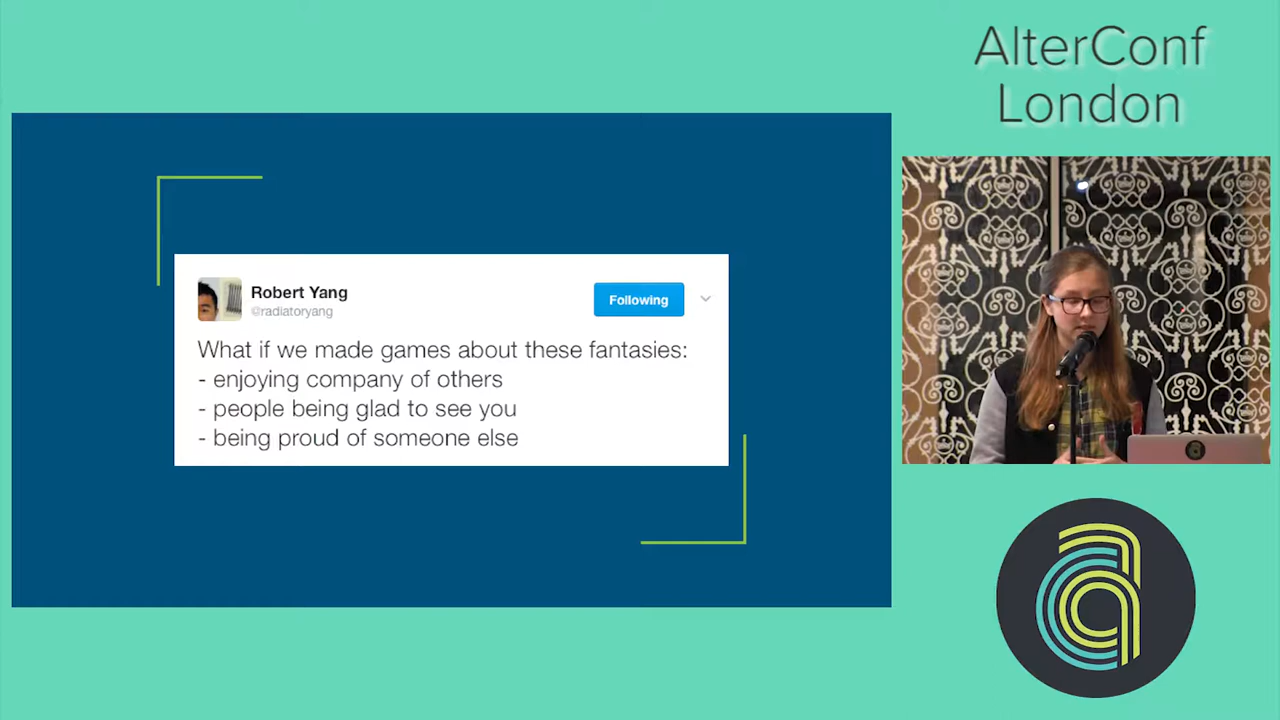 AlterConf
London
Robert Yang
@radiatoryang
Following
What if we made games about these fantasies:
- enjoying company of others
- people being glad to see you
- being proud of someone else